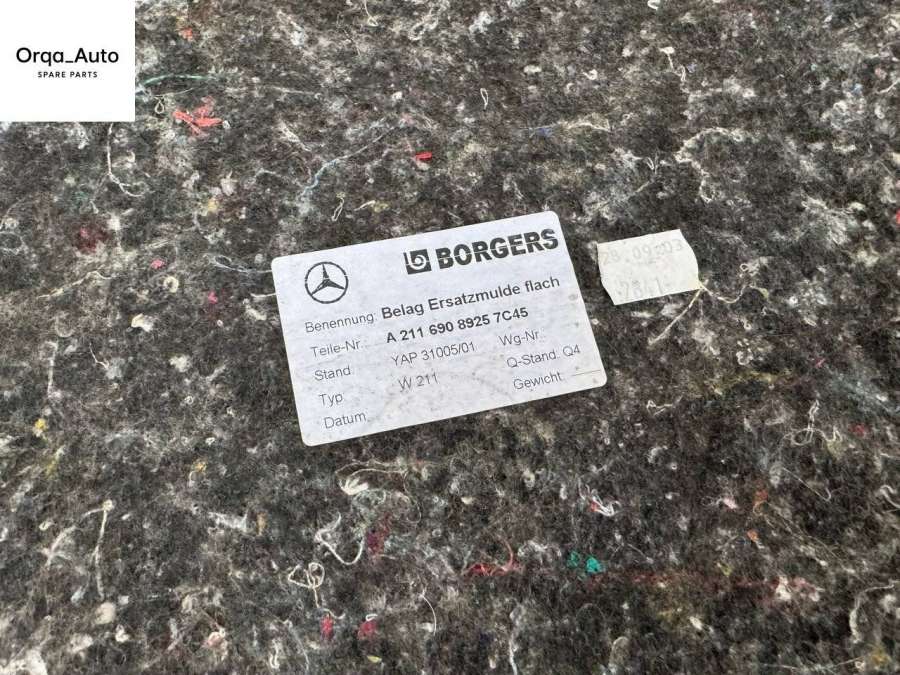 Orqa_Auto
SPARE PARTS
BORGERS
Benennung: Belag Ersatzmulde flach
Teile-Nr. A 211 690 8925 7C45
Stand YAP 31005/01 Wg-Nr
Typ W 211 Q-Stand. Q4
Datum Gewicht